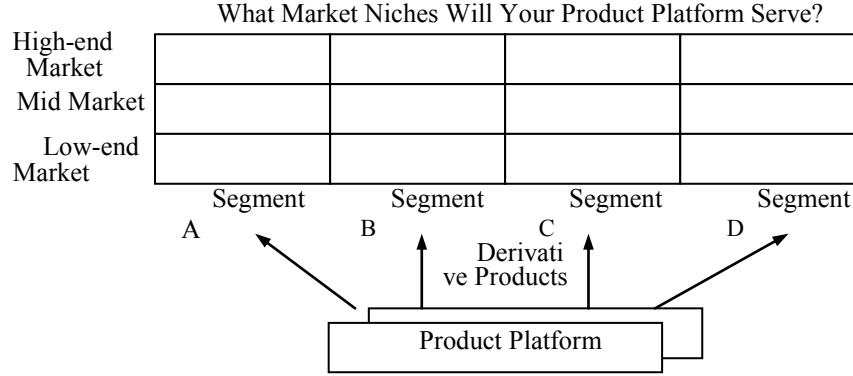 What Market Niches Will Your Product Platform Serve?
High-end
Market
Mid Market
Low-end
Market
Segment Segment Segment Segment
A B C D
Derivati
ve Products
Product Platform